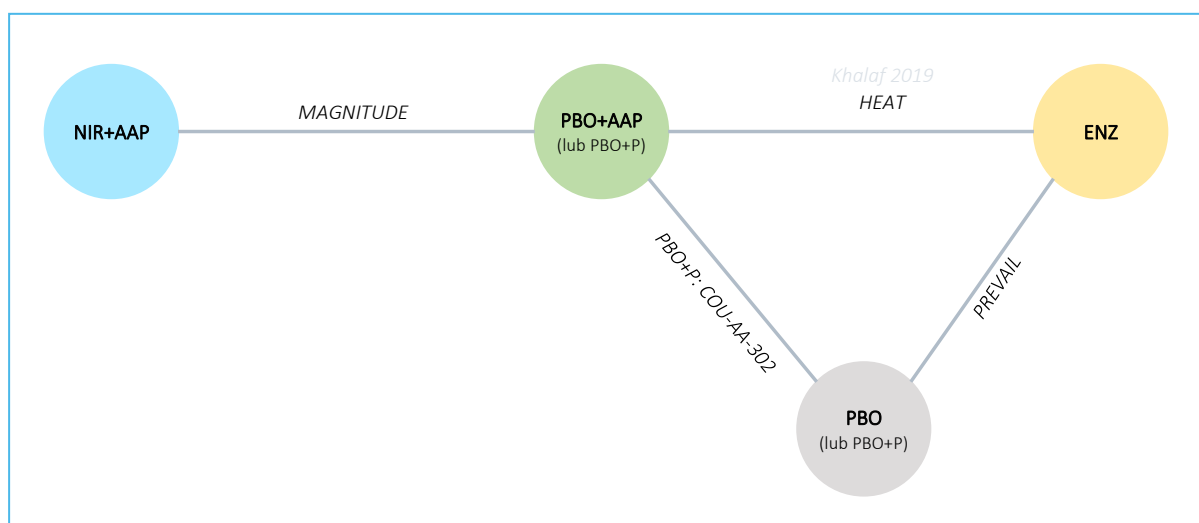 Khalaf 2019
MAGNITUDE
HEAT
NIR+AAP
PBO+AAP
(lub PBO+P)
ENZ
PBO+P: COU-AA-302
PREVAIL
PBO
(lub PBO+P)